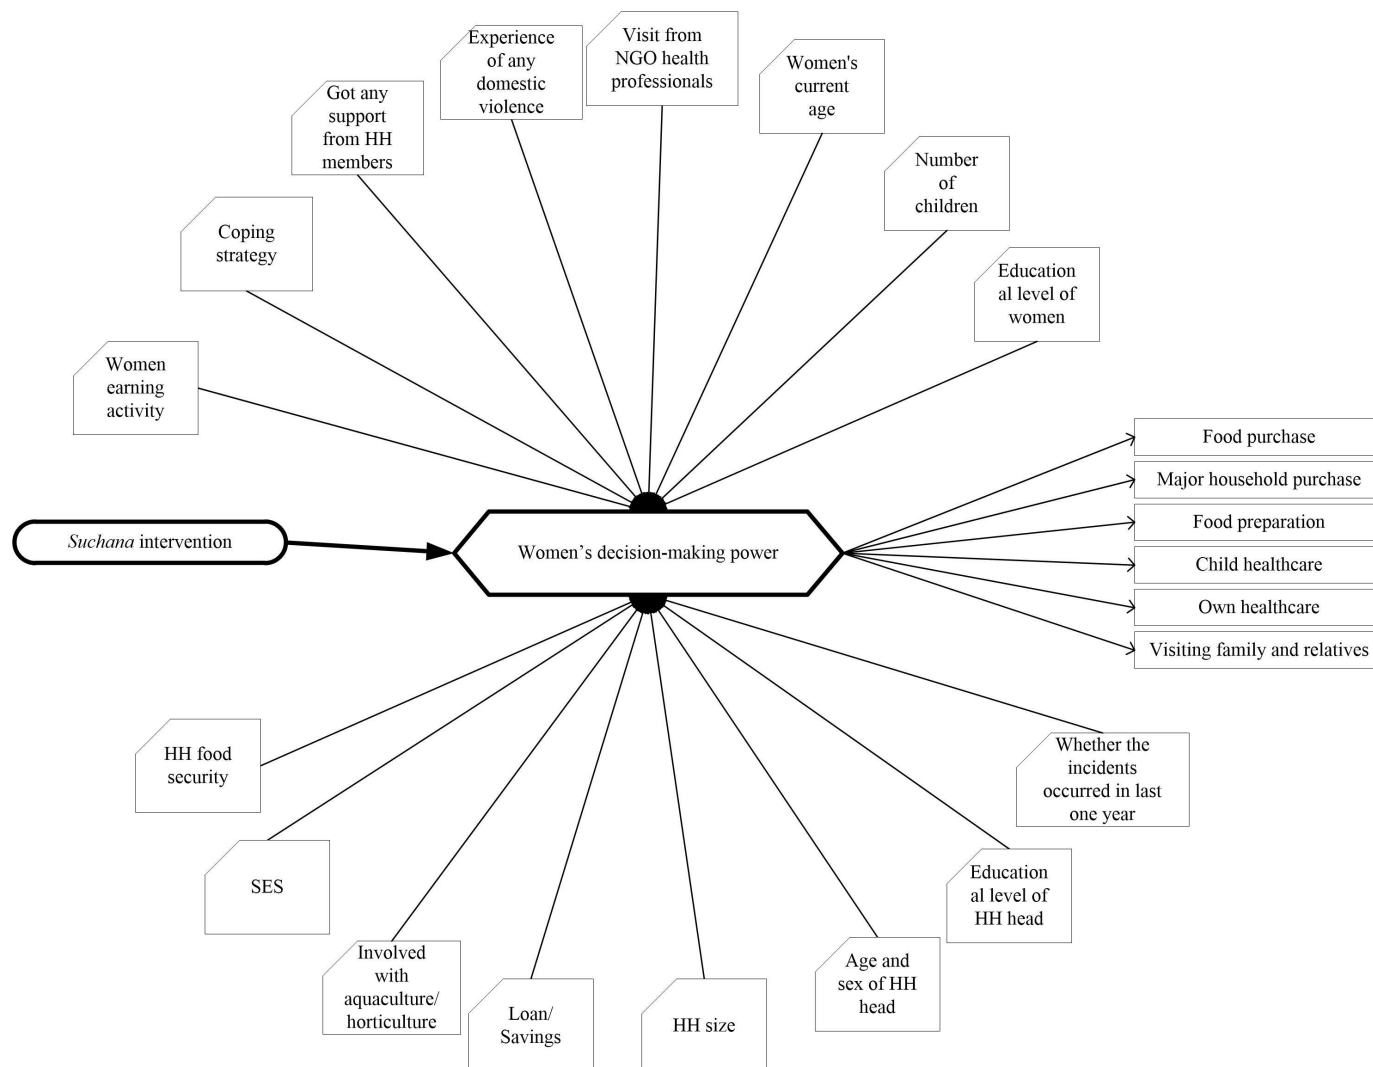 Experience
of any
domestic
violence
Visit from
NGO health
professionals
Women's
current
age
Got any
support
from HH
members
Number
of
children
Coping
strategy
Education
al level of
women
Women
earning
activity
Food purchase
Major household purchase
Food preparation
Child healthcare
Own healthcare
Visiting family and relatives
Suchana intervention
Women’s decision-making power
HH food
security
SES
Involved
with
aquaculture/
horticulture
Loan/
Savings
HH size
Age and
sex of HH
head
Education
al level of
HH head
Whether the
incidents
occurred in last
one year